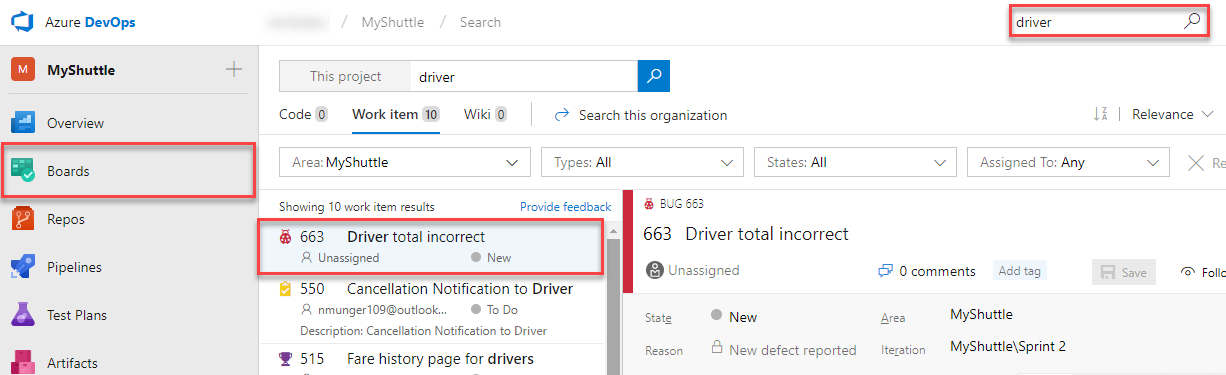 Azure DevOps / MyShuttle / Search driver
M MyShuttle +
Overview
Boards
Repos
Pipelines
Test Plans
Artifacts
This project driver
Code 0 Work item 10 Wiki 0 Search this organization Relevance
Area: MyShuttle Types: All States: All Assigned To: Any Re
Showing 10 work item results Provide feedback
663 Driver total incorrect
Unassigned New
550 Cancellation Notification to Driver
nmunger109@outlook... To Do
Description: Cancellation Notification to Driver
515 Fare history page for drivers
BUG 663
663 Driver total incorrect
Unassigned 0 comments Add tag Save Follo
State New Area MyShuttle
Reason New defect reported Iteration MyShuttle\Sprint 2